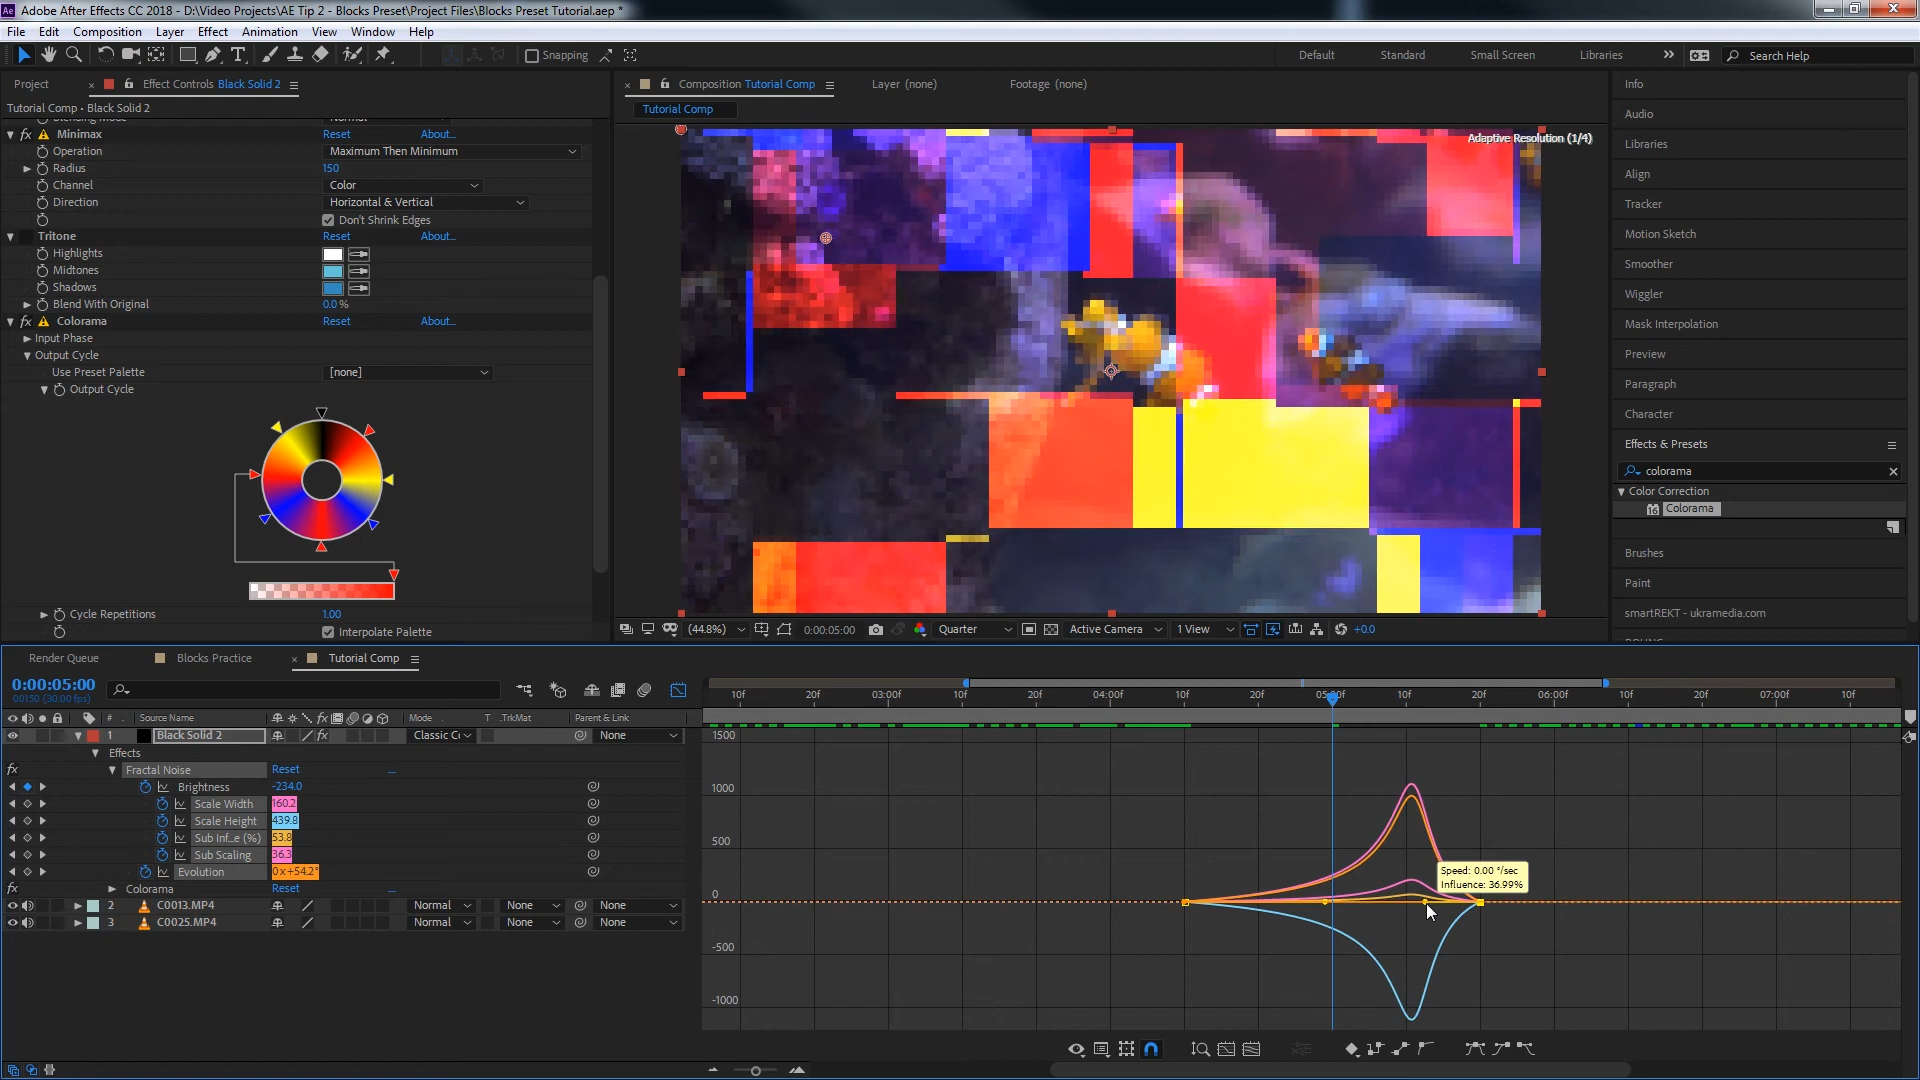 Adobe After Effects CC 2018 - D:\Video Projects\AE Tip 2 - Blocks Preset\Project Files\Blocks Preset Tutorial.aep *
File Edit Composition Layer Effect Animation View Window Help
Snapping Default Standard Small Screen Libraries Search Help
Project Effect Controls Black Solid 2
Tutorial Comp • Black Solid 2
Minimax Reset About...
Operation Maximum Then Minimum
Radius 150
Channel Color
Direction Horizontal & Vertical
Don't Shrink Edges
Tritone Reset About...
Highlights
Midtones
Shadows
Blend With Original 0.0 %
Colorama Reset About...
Input Phase
Output Cycle
Use Preset Palette [none]
Output Cycle
Cycle Repetitions 1.00
Interpolate Palette
Composition Tutorial Comp Layer (none) Footage (none)
Tutorial Comp
Adaptive Resolution (1/4)
(44.8%) 0:00:05:00 Quarter Active Camera 1 View +0.0
Info
Audio
Libraries
Align
Tracker
Motion Sketch
Smoother
Wiggler
Mask Interpolation
Preview
Paragraph
Character
Effects & Presets
colorama
Color Correction
16 Colorama
Brushes
Paint
smartREKT - ukramedia.com
Render Queue Blocks Practice Tutorial Comp
0:00:05:00
00150 (30.00 fps)
# Source Name Mode T .TrkMat Parent & Link
1 Black Solid 2 None
Effects
Fractal Noise Reset
Brightness -234.0
Scale Width 160.2
Scale Height 439.8
Sub Inf...e (%) 53.8
Sub Scaling 36.3
Evolution 0x+54.2°
Colorama Reset
2 C0013.MP4 Normal None None
3 C0025.MP4 Normal None None
10f 20f 03:00f 10f 20f 04:00f 10f 20f 05:00f 10f 20f 06:00f 10f 20f 07:00f 10f
1500
1000
500
0
-500
-1000
Speed: 0.00 °/sec
Influence: 36.99%